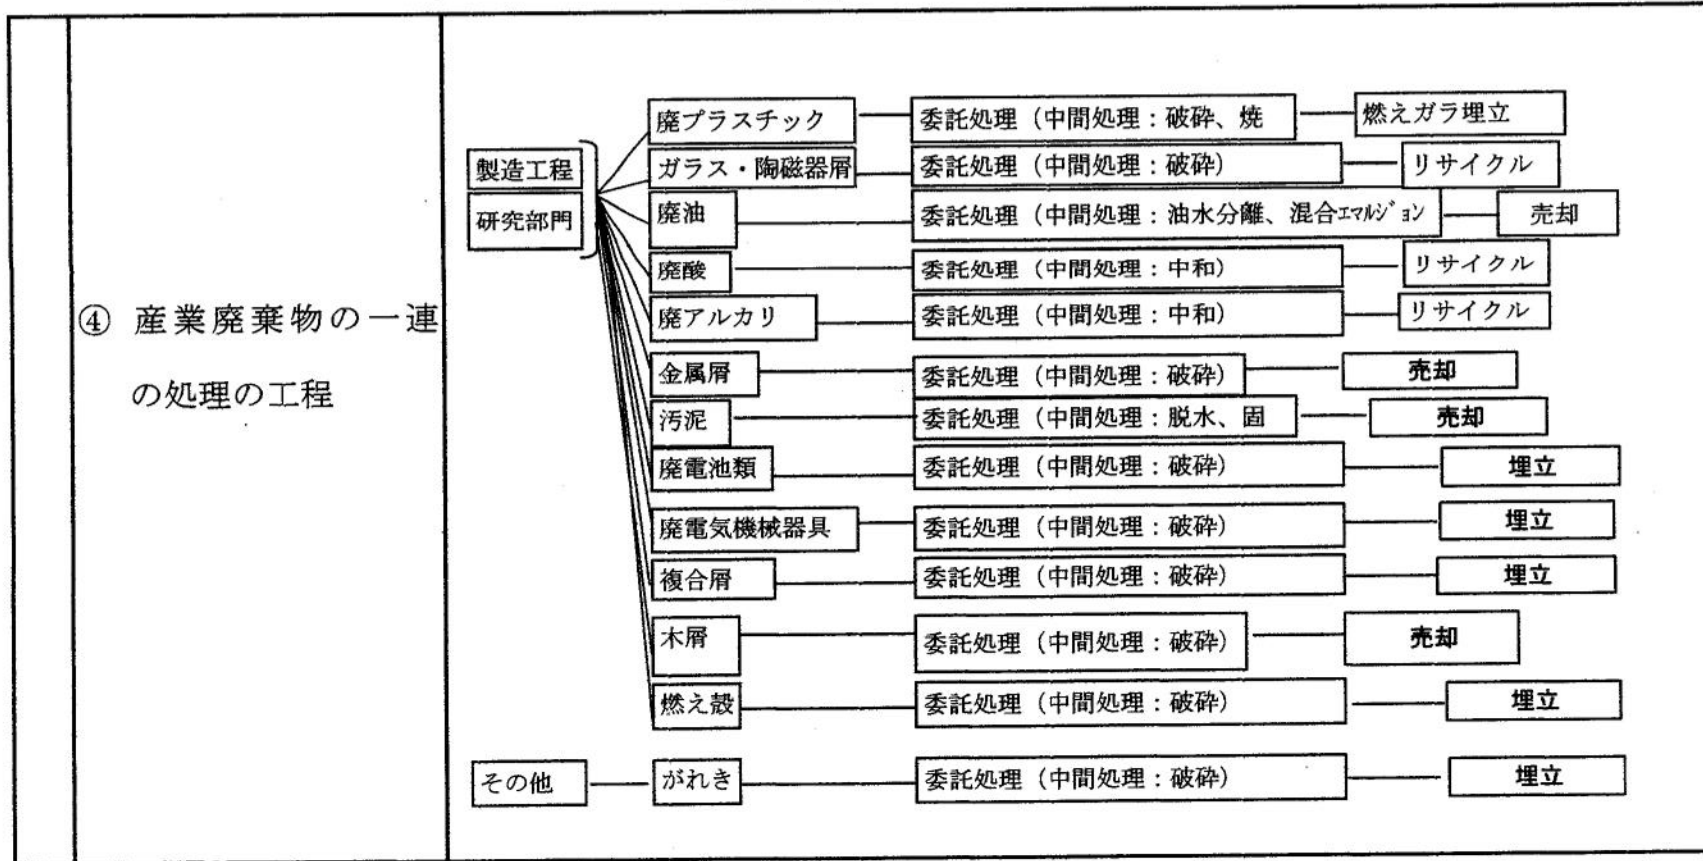 ④ 産業廃棄物の一連
の処理の工程
製造工程
研究部門
廃プラスチック 委託処理（中間処理：破砕、焼 燃えガラ埋立
ガラス・陶磁器屑 委託処理（中間処理：破砕） リサイクル
廃油 委託処理（中間処理：油水分離、混合ｴﾏﾙｼﾞｮﾝ 売却
廃酸 委託処理（中間処理：中和） リサイクル
廃アルカリ 委託処理（中間処理：中和） リサイクル
金属屑 委託処理（中間処理：破砕） 売却
汚泥 委託処理（中間処理：脱水、固 売却
廃電池類 委託処理（中間処理：破砕） 埋立
廃電気機械器具 委託処理（中間処理：破砕） 埋立
複合屑 委託処理（中間処理：破砕） 埋立
木屑 委託処理（中間処理：破砕） 売却
燃え殻 委託処理（中間処理：破砕） 埋立
その他 がれき 委託処理（中間処理：破砕） 埋立